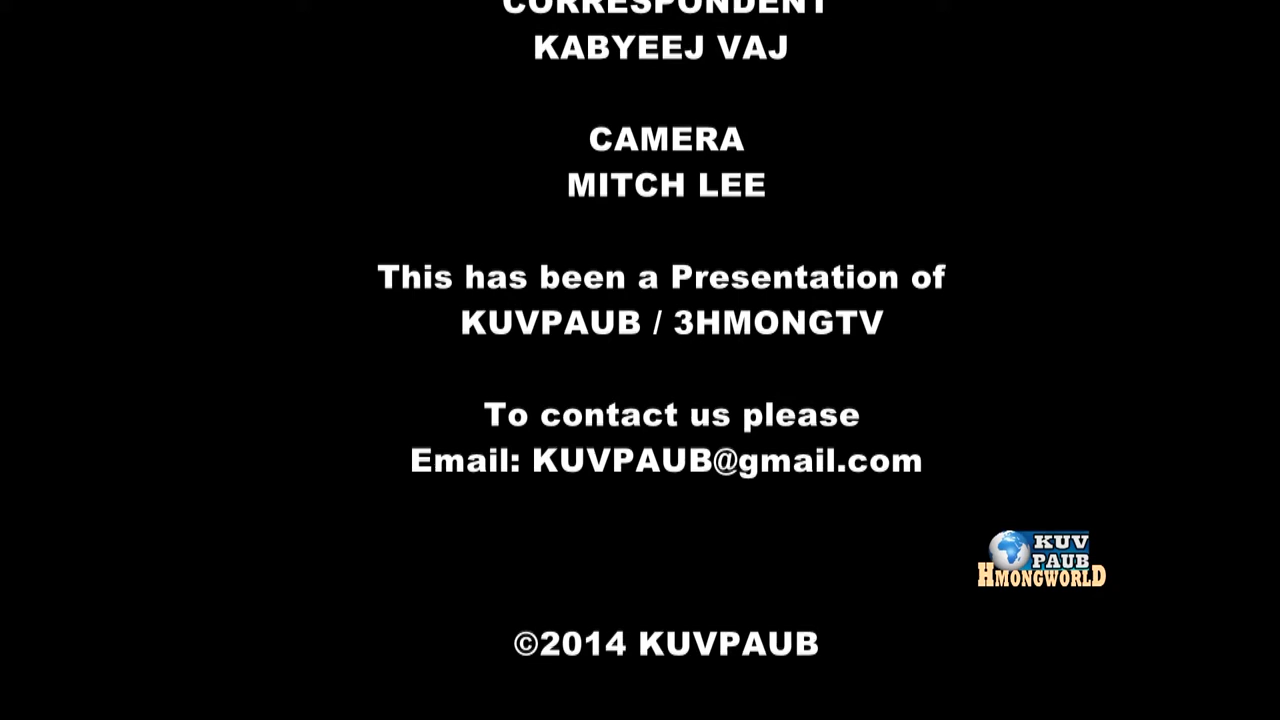 CORRESPONDENT
KABYEEJ VAJ
CAMERA
MITCH LEE
This has been a Presentation of
KUVPAUB / 3HMONGTV
To contact us please
Email: KUVPAUB@gmail.com
KUV
PAUB
HMONGWORLD
©2014 KUVPAUB